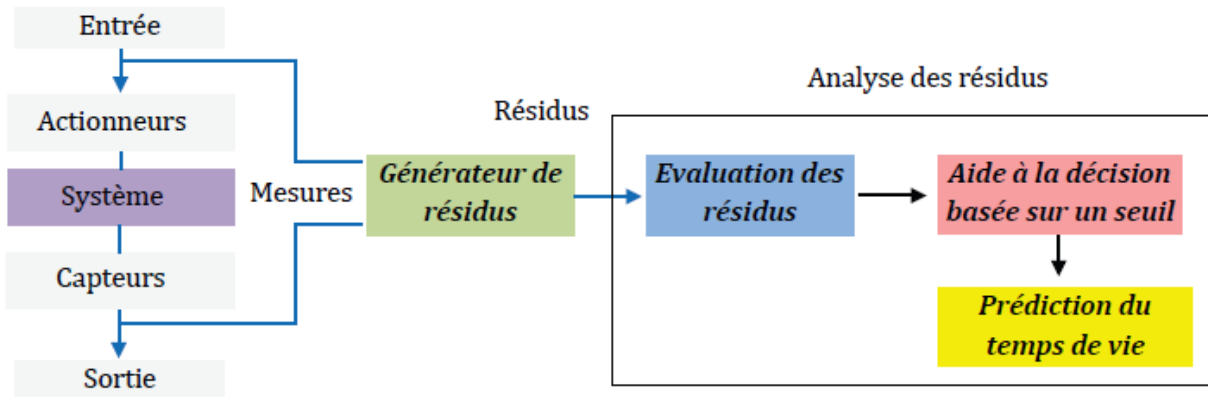 Entrée
Actionneurs
Système
Capteurs
Sortie
Mesures
Générateur de
résidus
Résidus
Analyse des résidus
Evaluation des
résidus
Aide à la décision
basée sur un seuil
Prédiction du
temps de vie